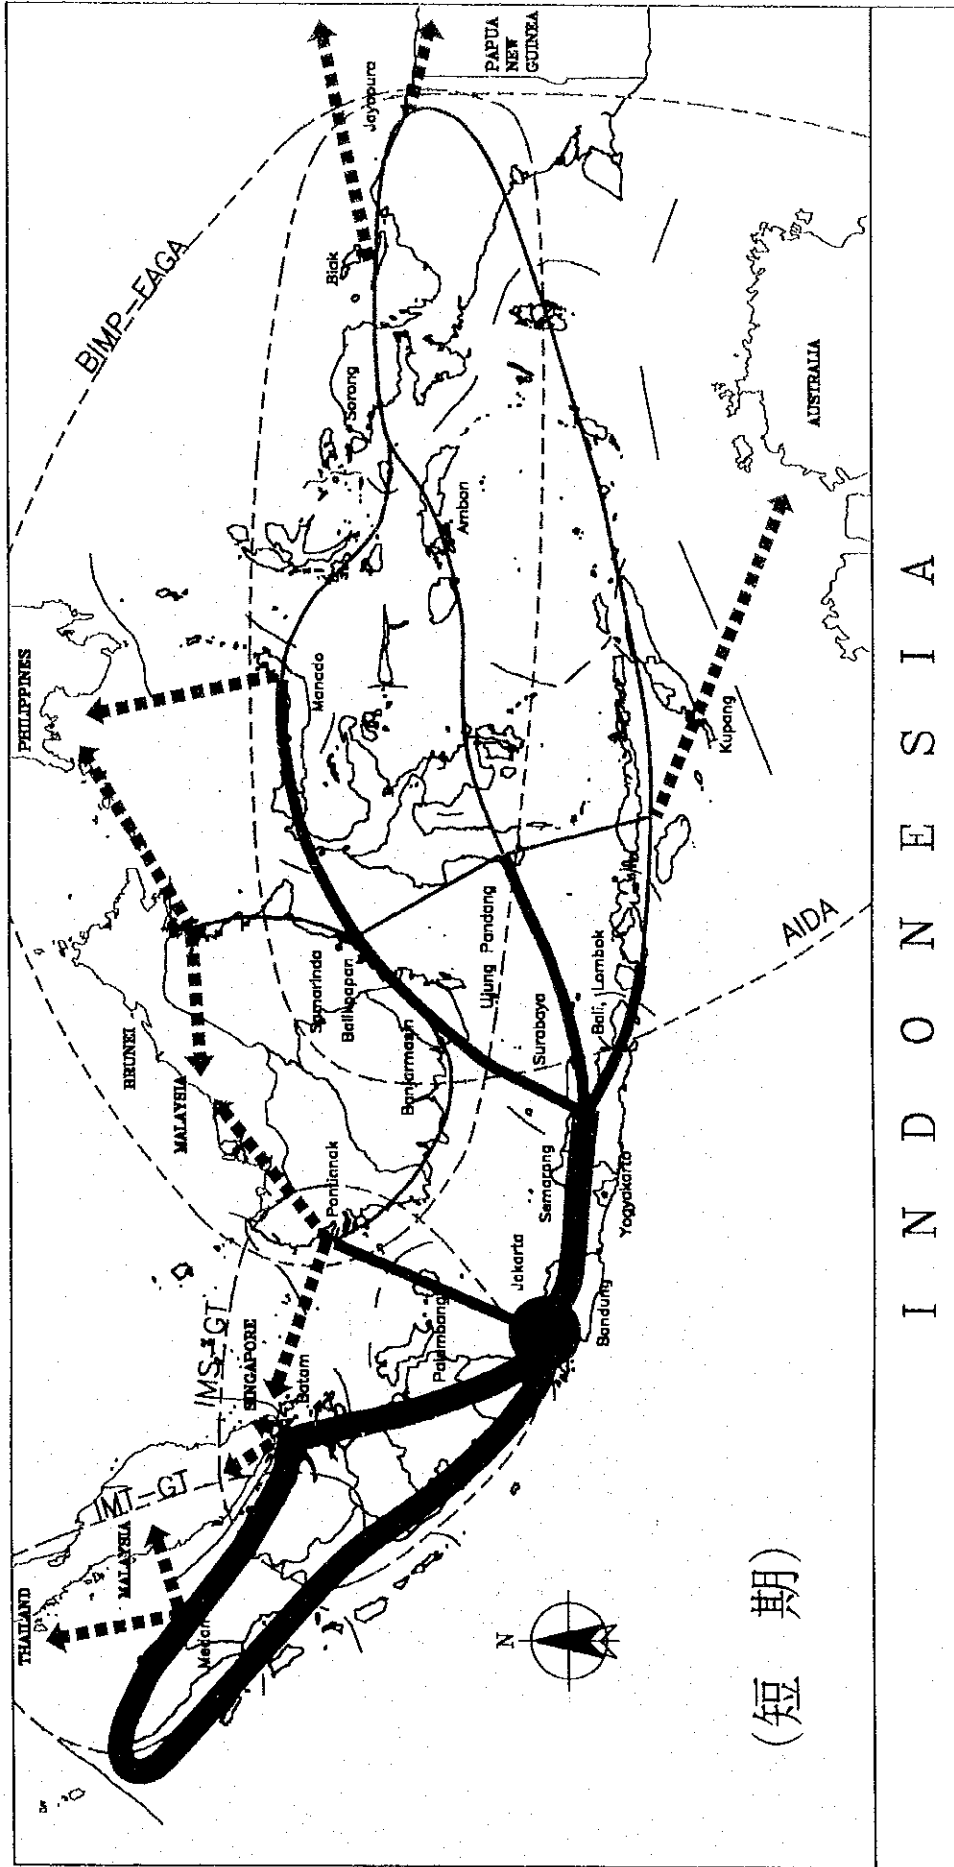 THAILAND
MALAYSIA
IMT-GT
SINGAPORE
IMS-GT
Batam
Medan
Palembang
Pontianak
MALAYSIA
BRUNEI
PHILIPPINES
BIMP-EAGA
Samarinda
Balikpapan
Banjarmasin
Manado
Sorong
Biak
Jayapura
PAPUA
NEW
GUINEA
Ambon
Ujung Pandang
Jakarta
Semarang
Surabaya
Bandung
Yogyakarta
Bali, Lombok
Kupang
AIDA
AUSTRALIA
N
(短 期)
INDONESIA